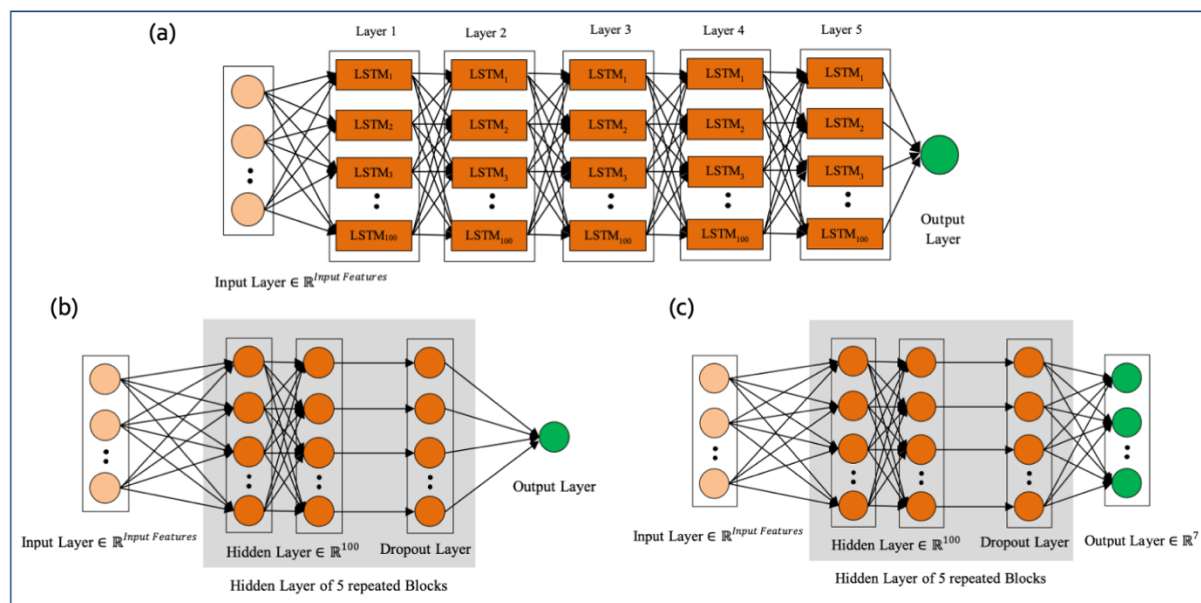 (a)
Layer 1 Layer 2 Layer 3 Layer 4 Layer 5
LSTM₁ LSTM₁ LSTM₁ LSTM₁ LSTM₁
LSTM₂ LSTM₂ LSTM₂ LSTM₂ LSTM₂
LSTM₃ LSTM₃ LSTM₃ LSTM₃ LSTM₃
LSTM₁₀₀ LSTM₁₀₀ LSTM₁₀₀ LSTM₁₀₀ LSTM₁₀₀
Output
Layer
Input Layer ∈ ℝ^Input Features
(b)
Output Layer
Input Layer ∈ ℝ^Input Features
Hidden Layer ∈ ℝ¹⁰⁰ Dropout Layer
Hidden Layer of 5 repeated Blocks
(c)
Input Layer ∈ ℝ^Input Features
Hidden Layer ∈ ℝ¹⁰⁰ Dropout Layer Output Layer ∈ ℝ⁷
Hidden Layer of 5 repeated Blocks